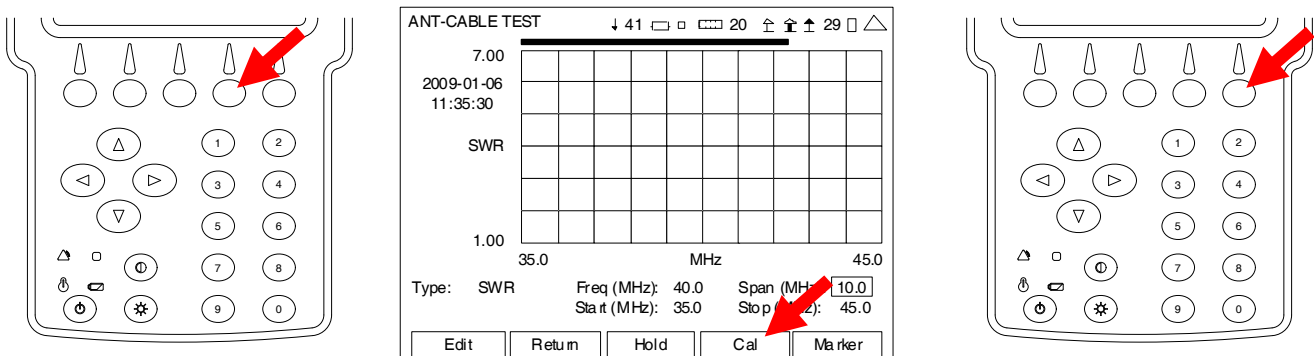 1 2
3 4
5 6
7 8
9 0
ANT-CABLE TEST 41 20 29
7.00
2009-01-06
11:35:30
SWR
1.00
35.0 MHz 45.0
Type: SWR Freq (MHz): 40.0 Span (MHz 10.0
Start (MHz): 35.0 Stop z): 45.0
Edit Return Hold Cal Marker
1 2
3 4
5 6
7 8
9 0